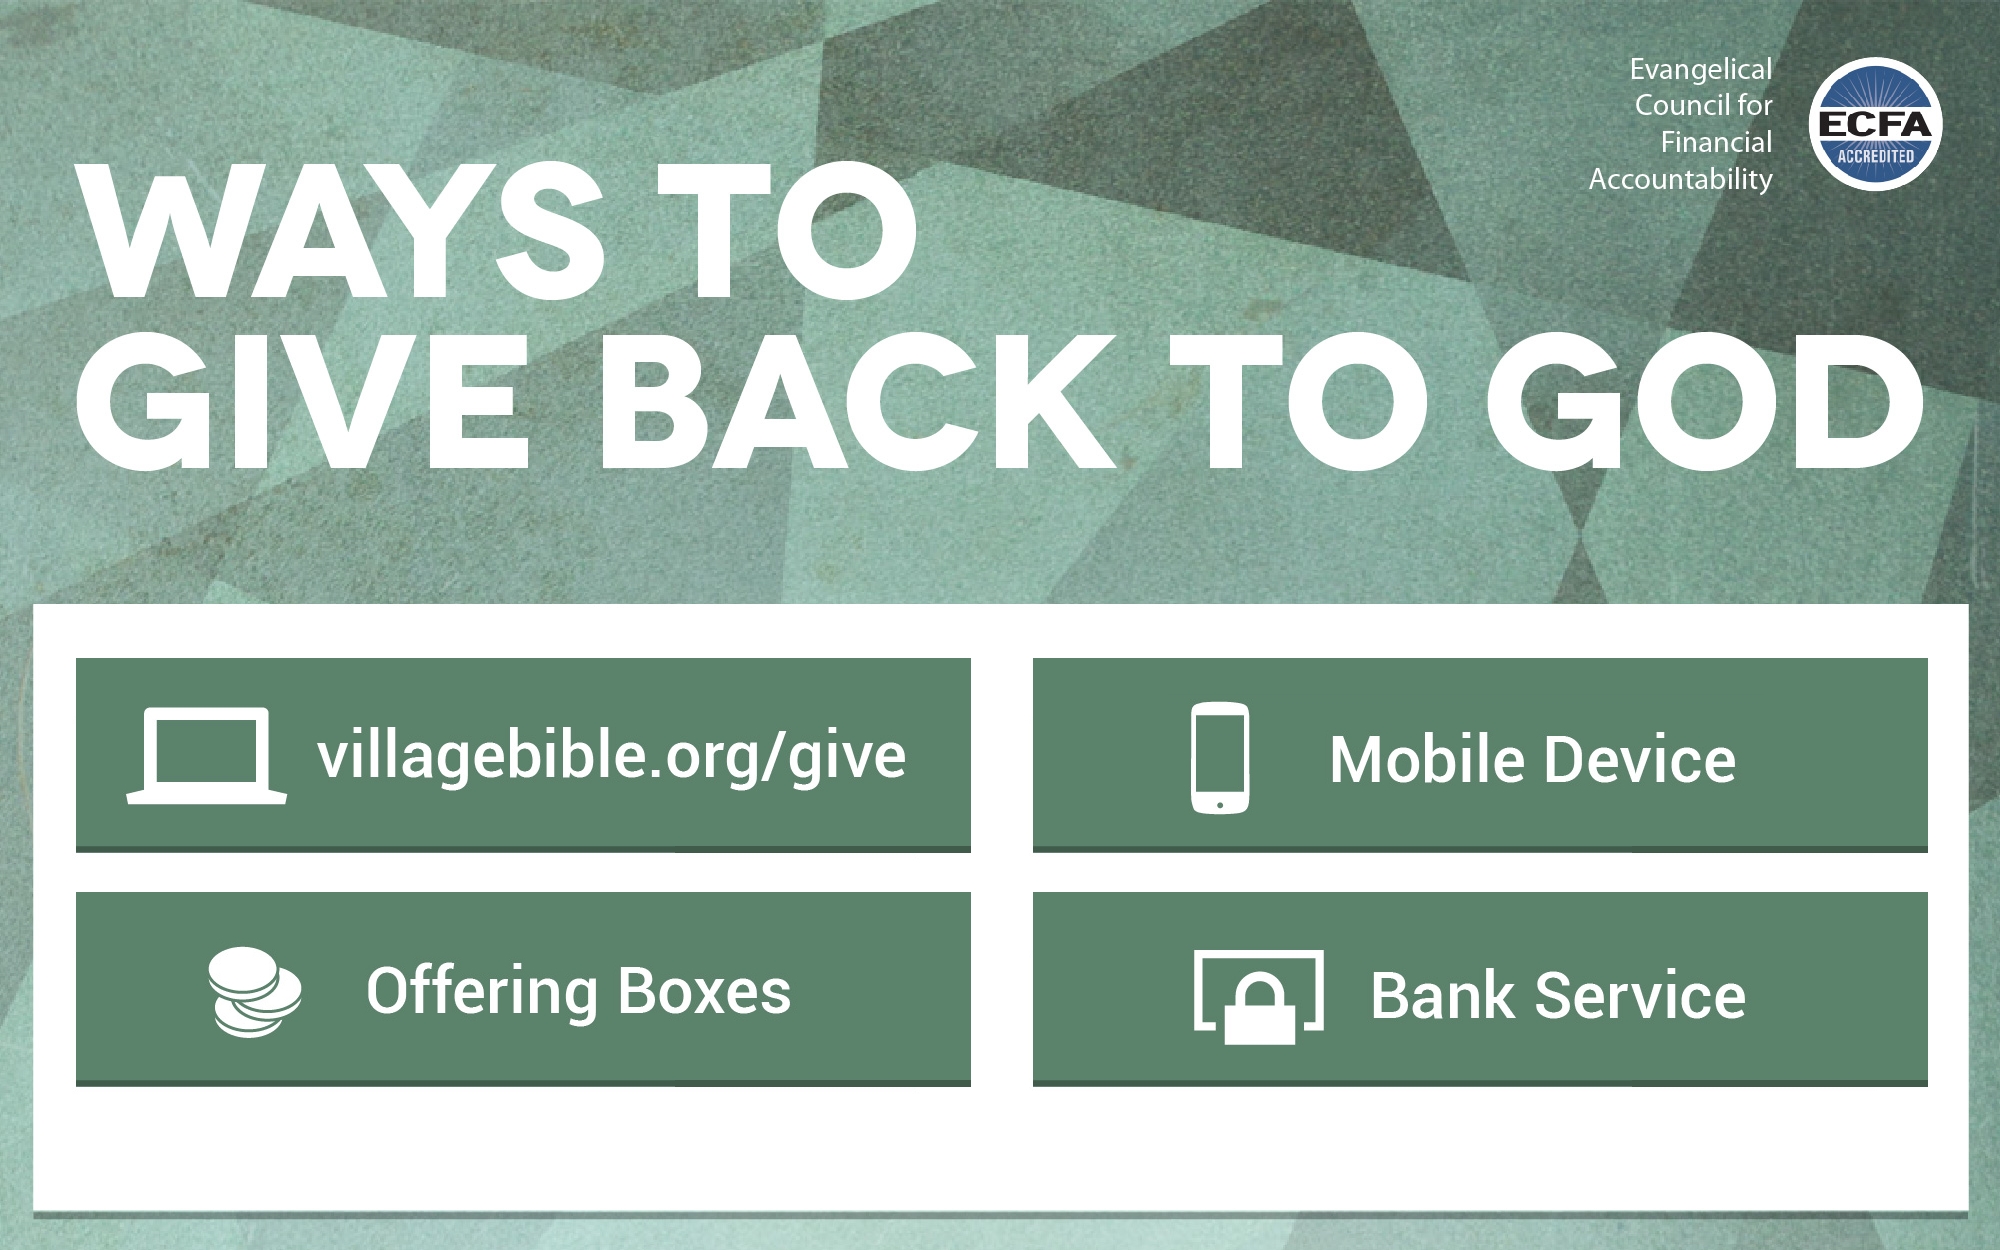 Evangelical
Council for
Financial
Accountability
ECFA
ACCREDITED
WAYS TO
GIVE BACK TO GOD
villagebible.org/give
Mobile Device
Offering Boxes
Bank Service